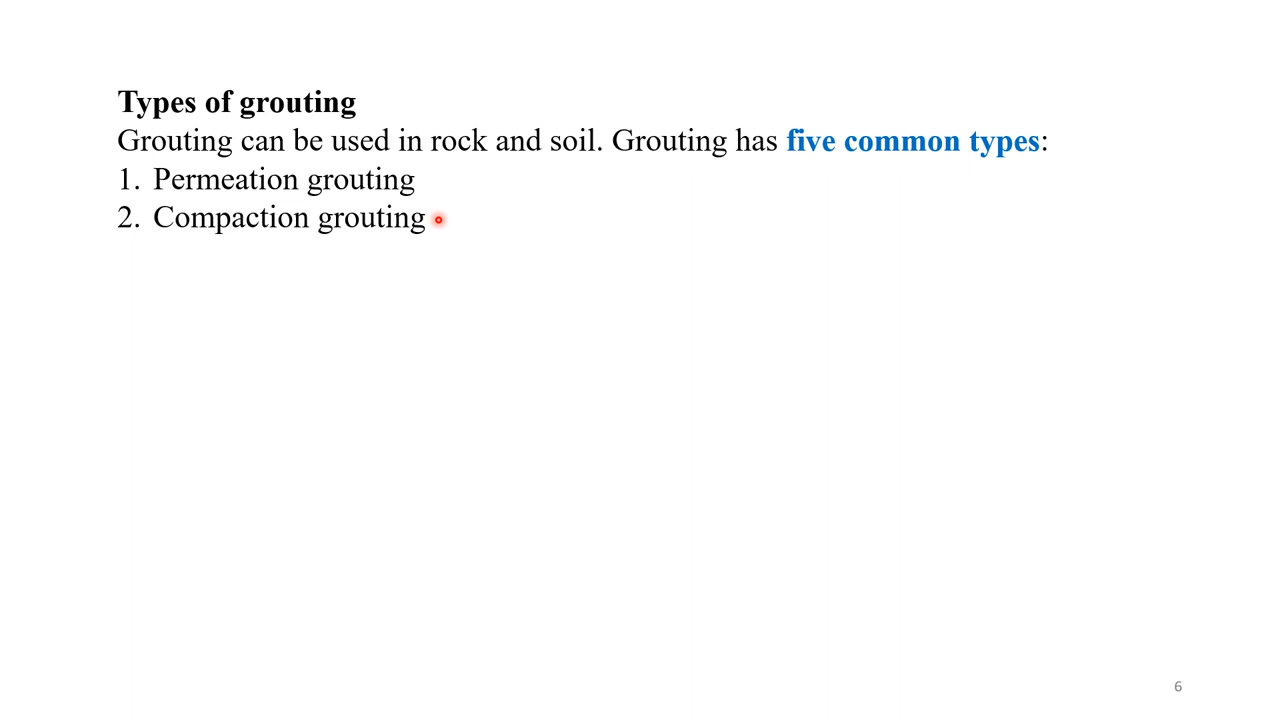 Types of grouting
Grouting can be used in rock and soil. Grouting has five common types:
1. Permeation grouting
2. Compaction grouting
6